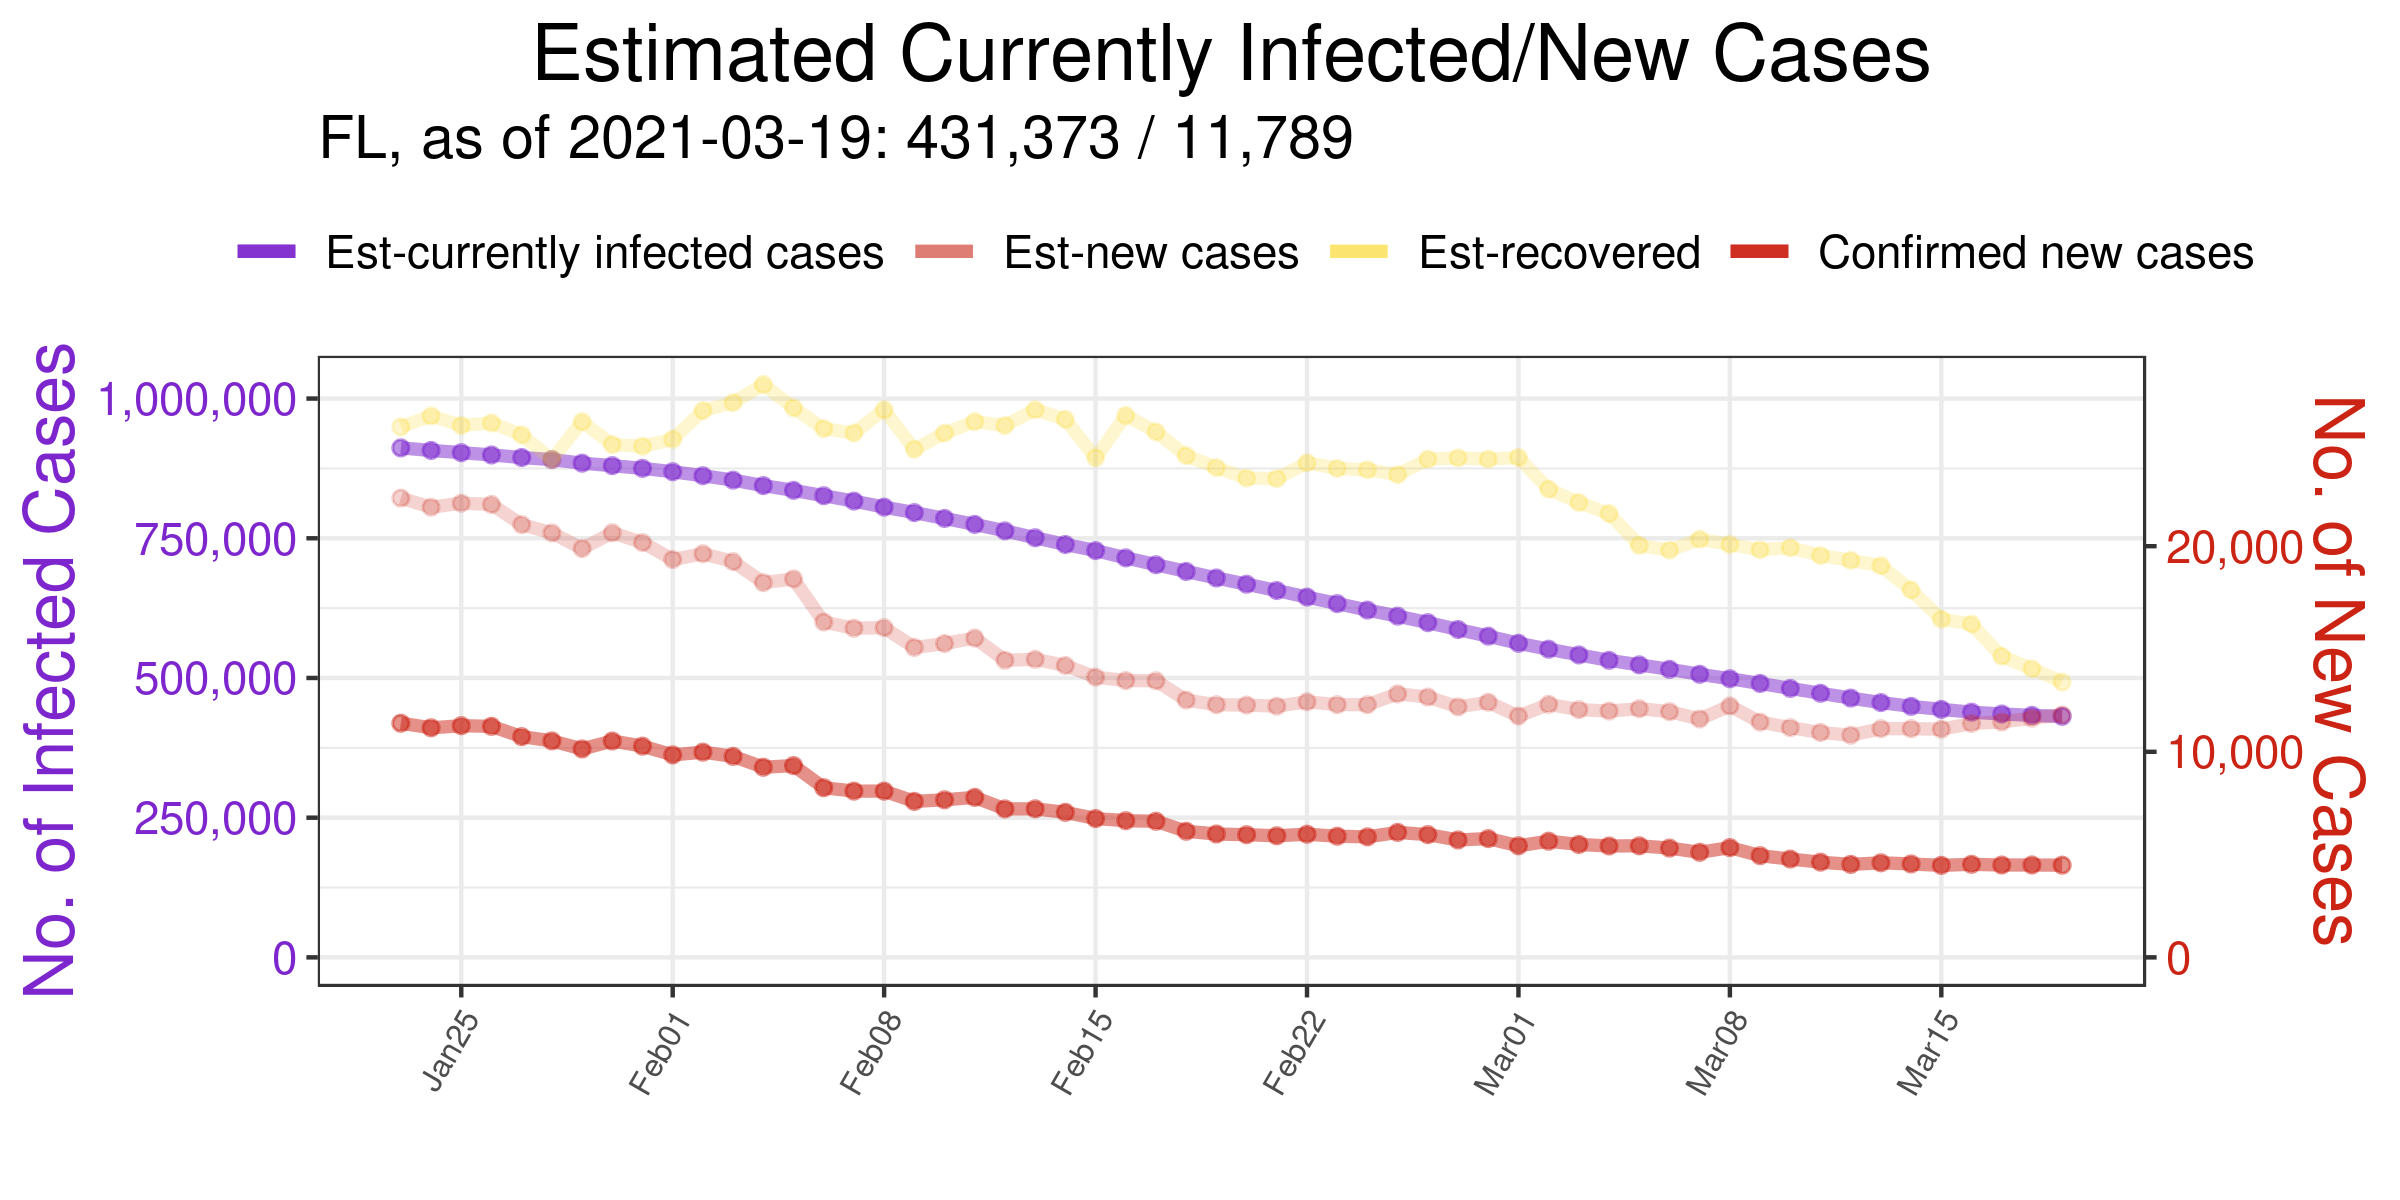 Estimated Currently Infected/New Cases
FL, as of 2021-03-19: 431,373 / 11,789
Est-currently infected cases Est-new cases Est-recovered Confirmed new cases
No. of Infected Cases
1,000,000
750,000
500,000
250,000
0
No. of New Cases
20,000
10,000
0
Jan25 Feb01 Feb08 Feb15 Feb22 Mar01 Mar08 Mar15